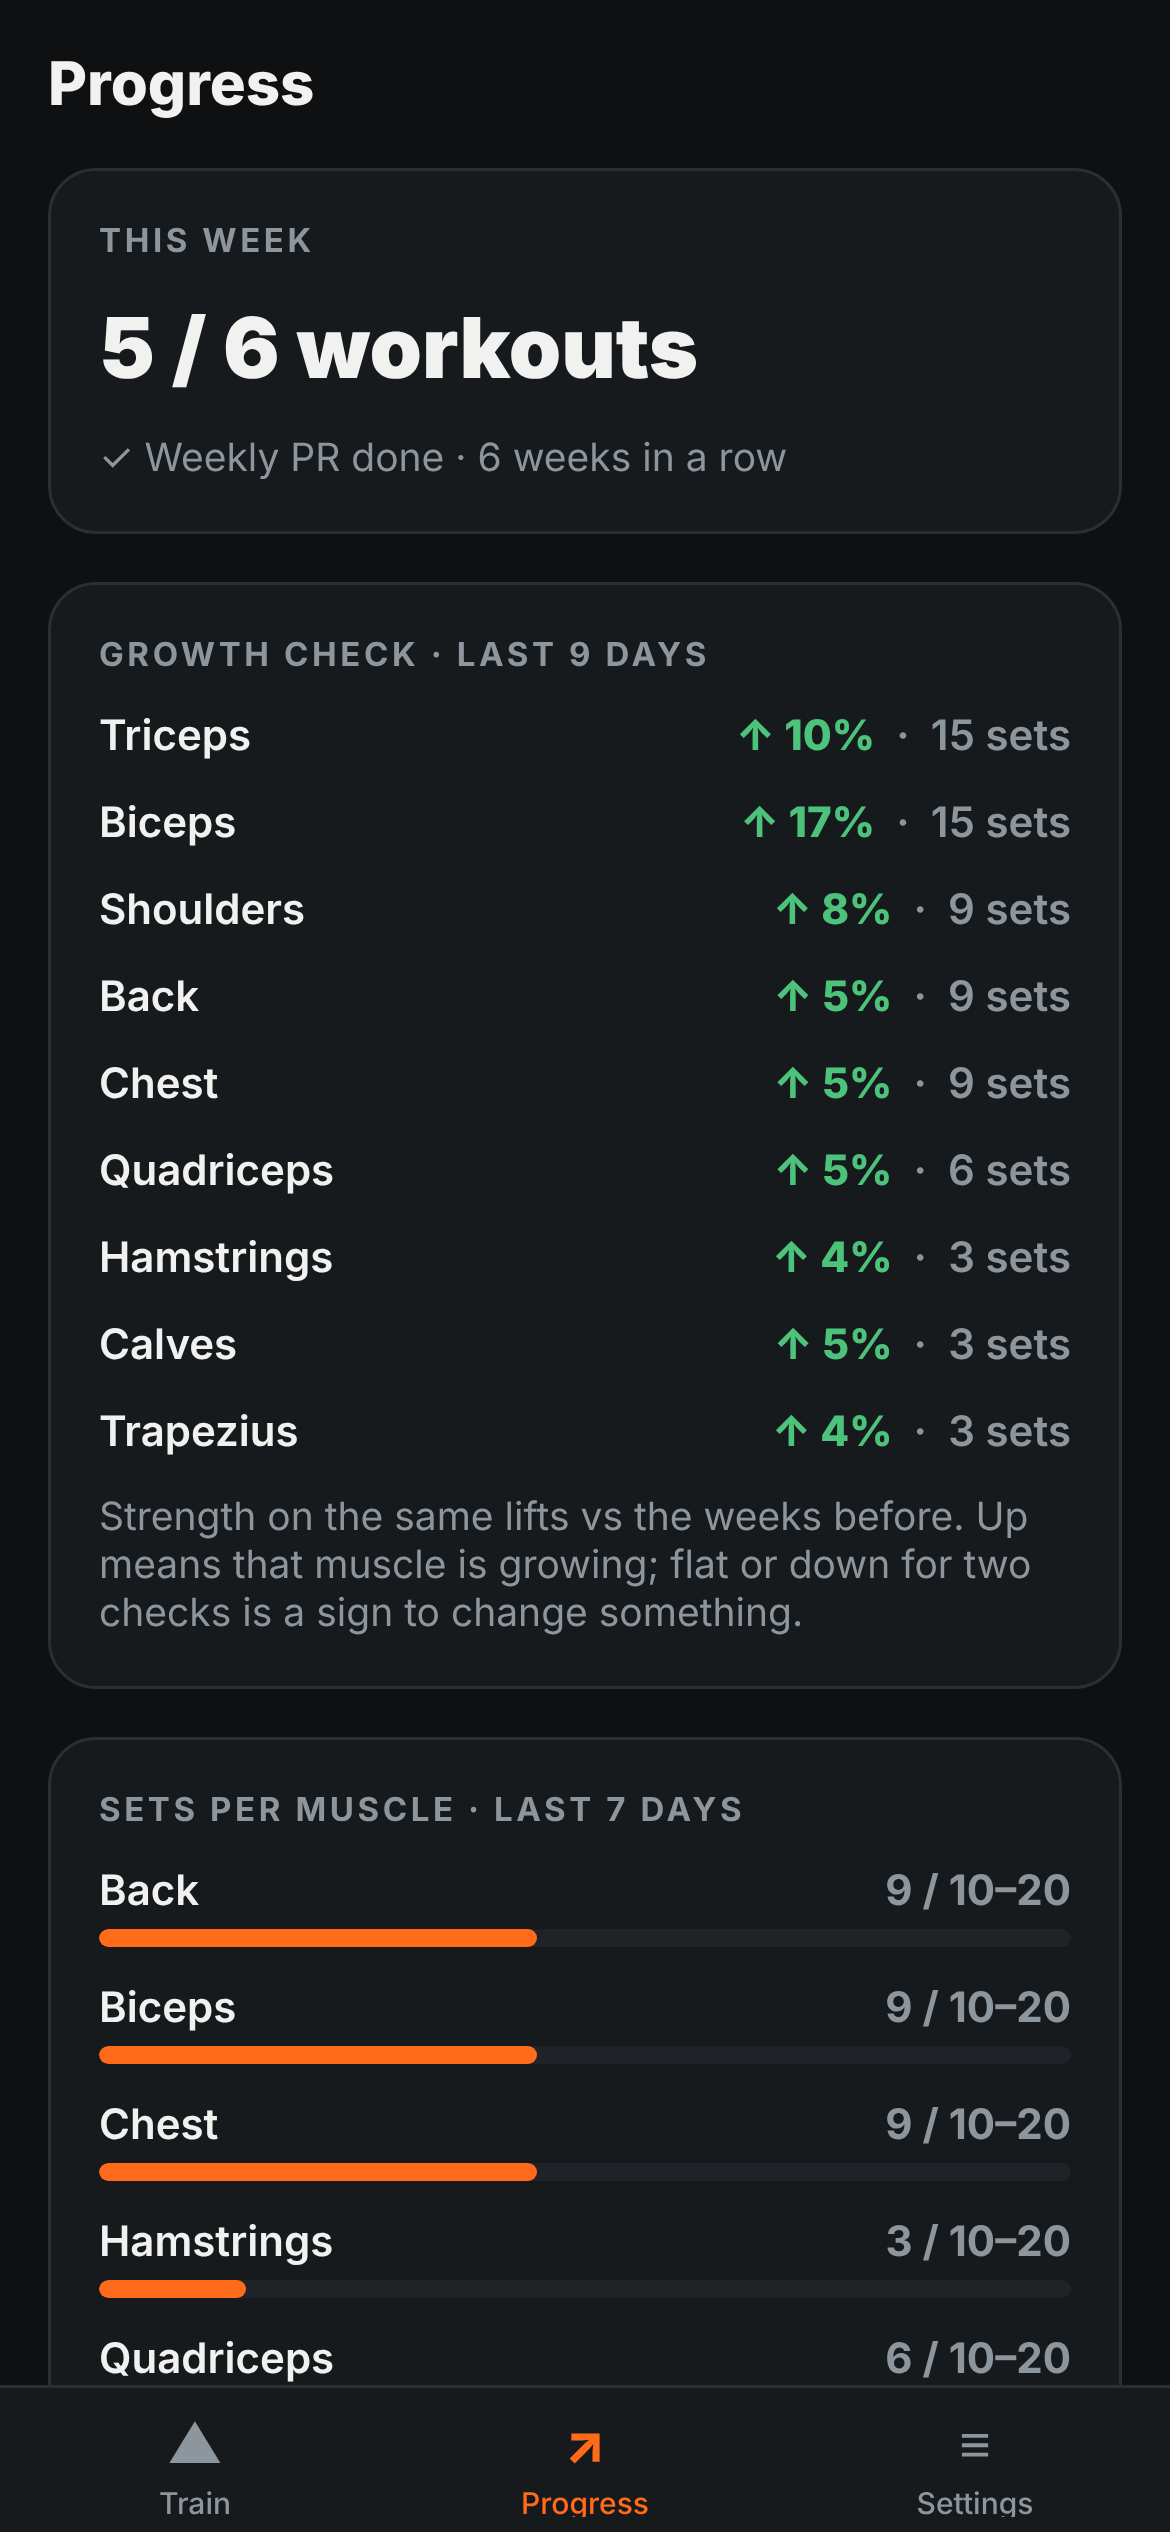 Progress
THIS WEEK
5 / 6 workouts
✓ Weekly PR done · 6 weeks in a row
GROWTH CHECK · LAST 9 DAYS
Triceps ↑ 10% · 15 sets
Biceps ↑ 17% · 15 sets
Shoulders ↑ 8% · 9 sets
Back ↑ 5% · 9 sets
Chest ↑ 5% · 9 sets
Quadriceps ↑ 5% · 6 sets
Hamstrings ↑ 4% · 3 sets
Calves ↑ 5% · 3 sets
Trapezius ↑ 4% · 3 sets
Strength on the same lifts vs the weeks before. Up
means that muscle is growing; flat or down for two
checks is a sign to change something.
SETS PER MUSCLE · LAST 7 DAYS
Back 9 / 10–20
Biceps 9 / 10–20
Chest 9 / 10–20
Hamstrings 3 / 10–20
Quadriceps 6 / 10–20
Train Progress Settings